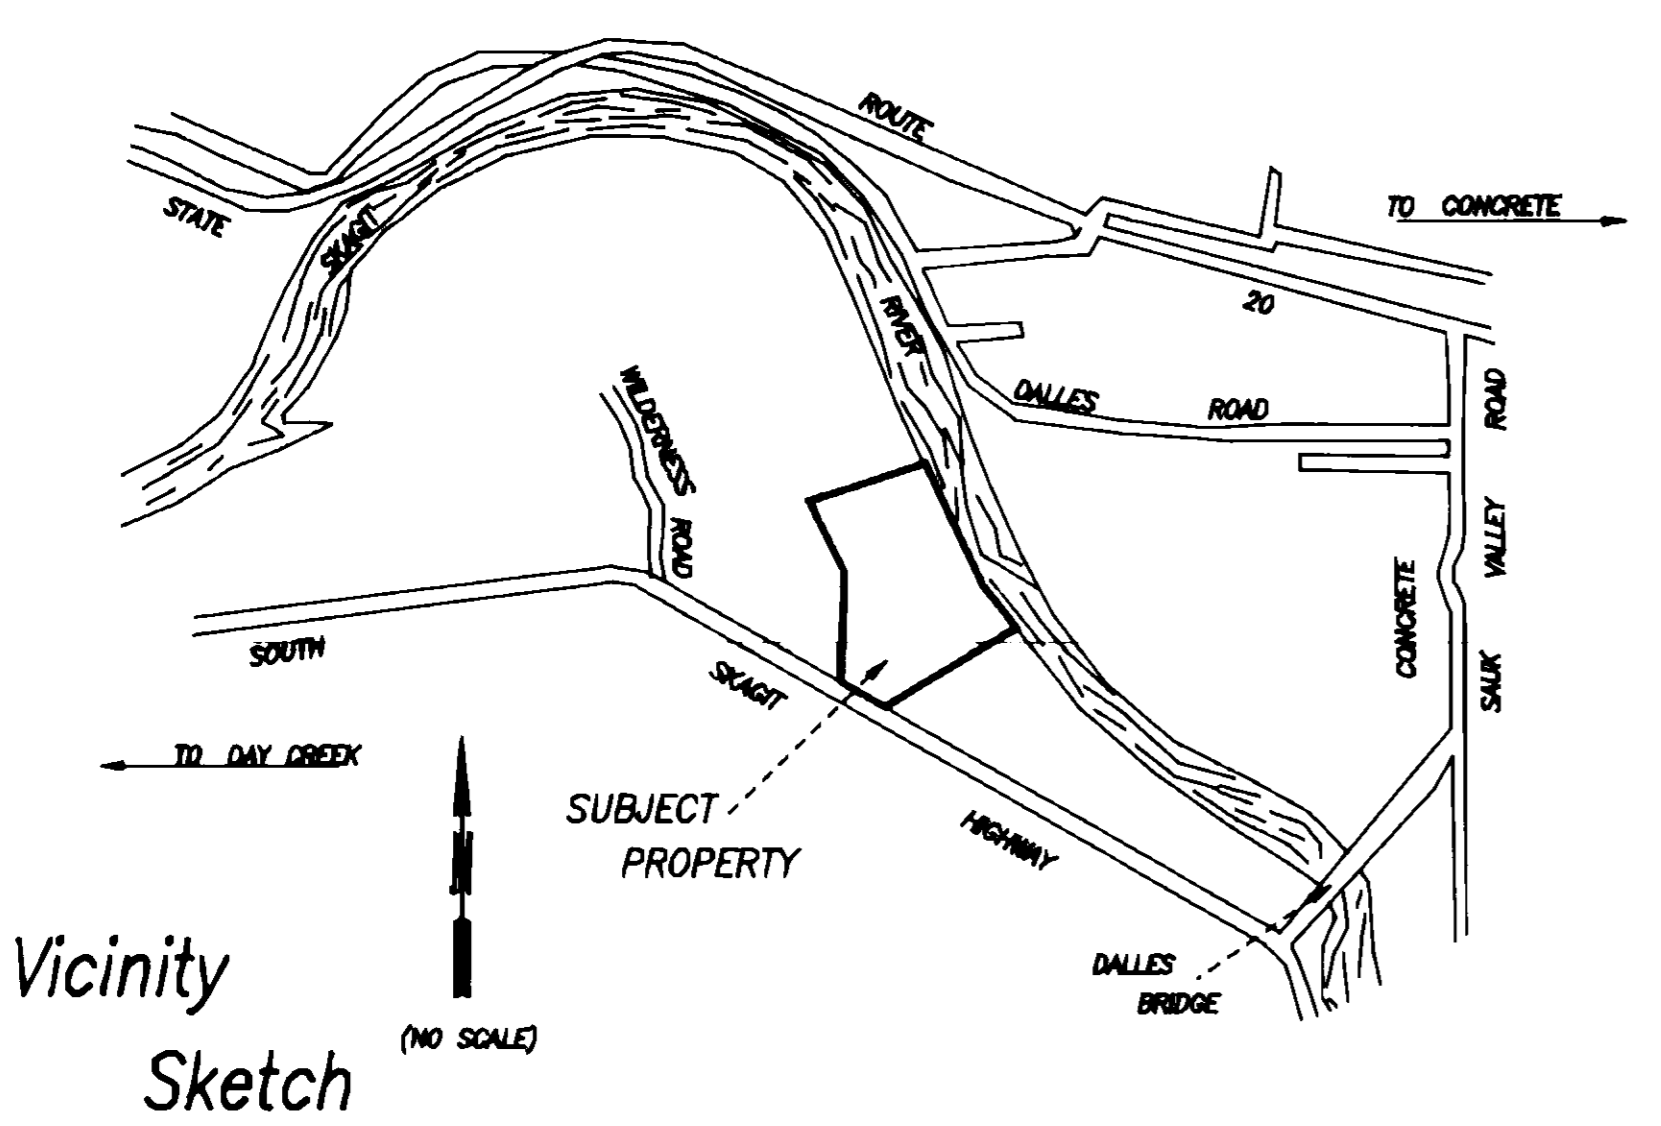 ROUTE
STATE
SKAGIT
TO CONCRETE
20
RIVER
DALLES ROAD
ROAD
WILDERNESS ROAD
VALLEY
CONCRETE
SAUK
SOUTH
SKAGIT
HIGHWAY
TO DAY CREEK
SUBJECT
PROPERTY
DALLES
BRIDGE
Vicinity
Sketch
(NO SCALE)